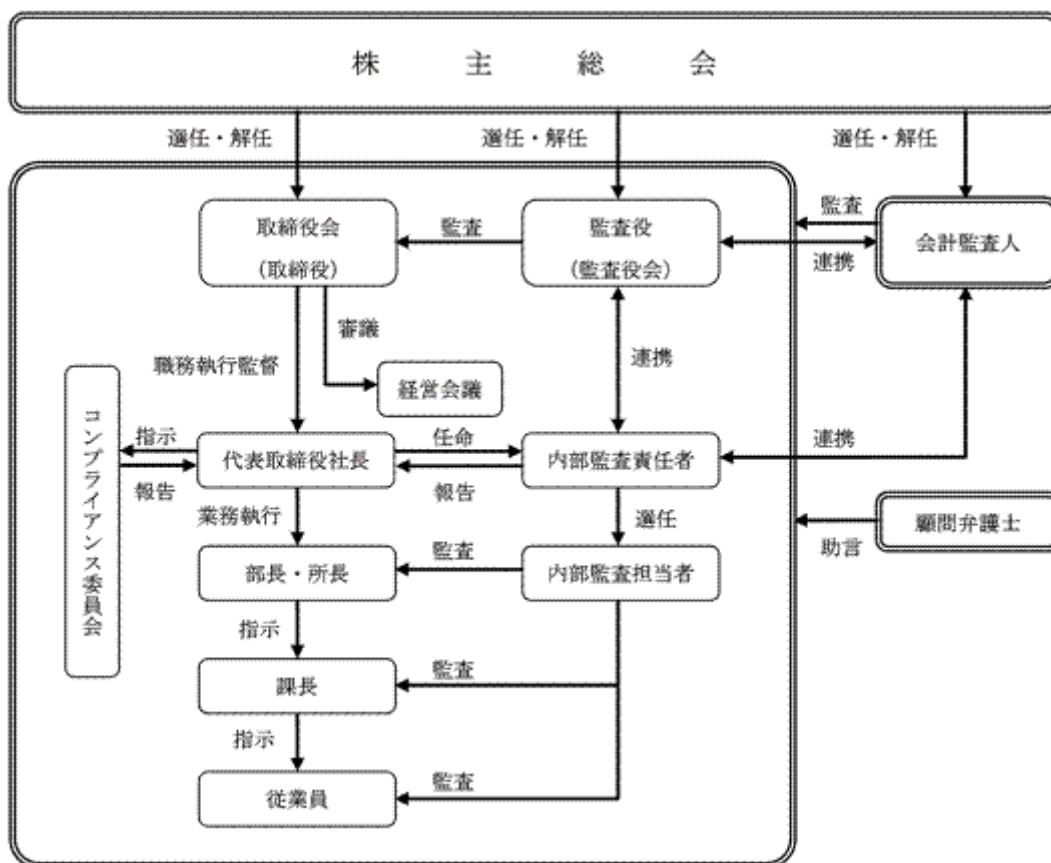 株主総会
選任・解任
選任・解任
選任・解任
取締役会
(取締役)
監査
監査役
(監査役会)
監査
連携
会計監査人
審議
職務執行監督
経営会議
連携
コンプライアンス委員会
指示
報告
代表取締役社長
任命
報告
内部監査責任者
連携
業務執行
選任
顧問弁護士
助言
部長・所長
監査
内部監査担当者
指示
課長
監査
指示
従業員
監査